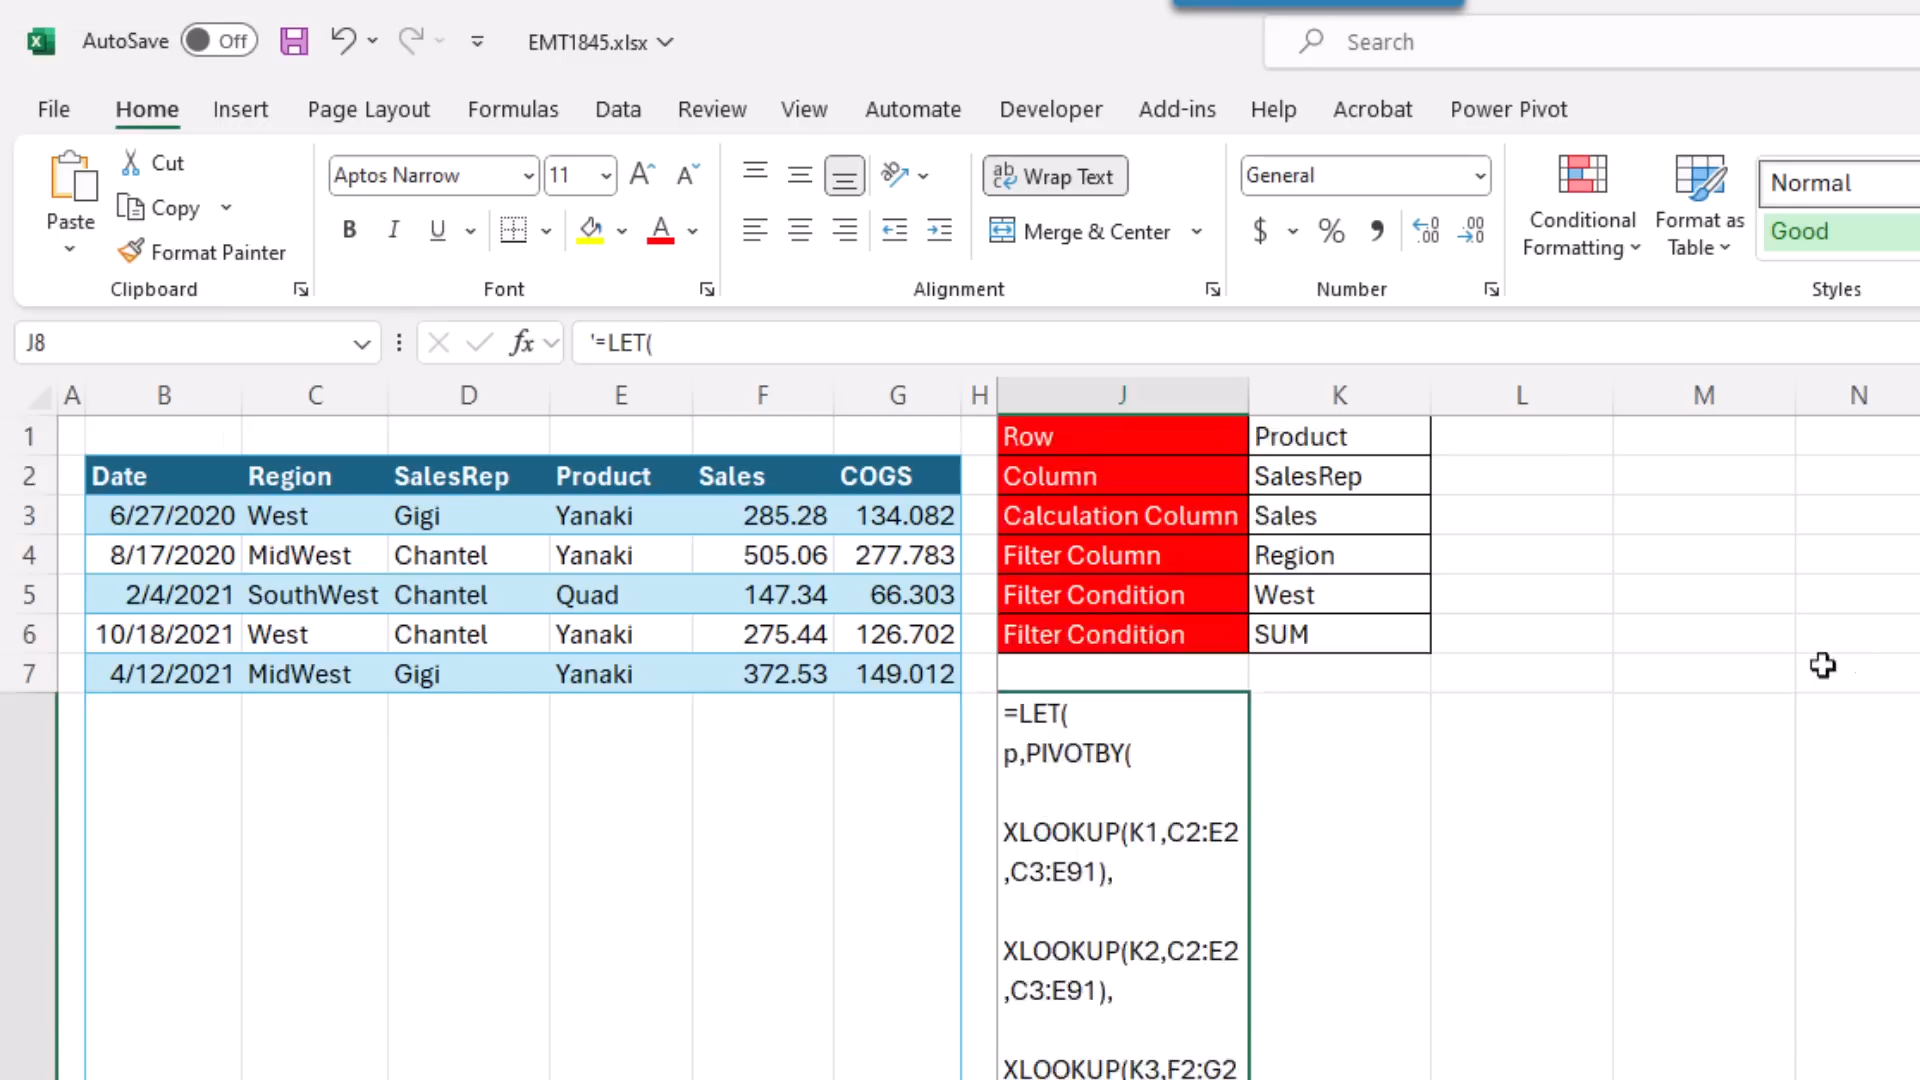 AutoSave Off EMT1845.xlsx Search
File Home Insert Page Layout Formulas Data Review View Automate Developer Add-ins Help Acrobat Power Pivot
Paste Cut Copy Format Painter
Clipboard
Aptos Narrow 11
B I U A
Font
Wrap Text
Merge & Center
Alignment
General
$ % , .00
Number
Conditional Formatting
Format as Table
Normal
Good
Styles
J8 fx '=LET(
A B C D E F G H J K L M N
1 Row Product
2 Date Region SalesRep Product Sales COGS Column SalesRep
3 6/27/2020 West Gigi Yanaki 285.28 134.082 Calculation Column Sales
4 8/17/2020 MidWest Chantel Yanaki 505.06 277.783 Filter Column Region
5 2/4/2021 SouthWest Chantel Quad 147.34 66.303 Filter Condition West
6 10/18/2021 West Chantel Yanaki 275.44 126.702 Filter Condition SUM
7 4/12/2021 MidWest Gigi Yanaki 372.53 149.012
=LET(
p,PIVOTBY(
XLOOKUP(K1,C2:E2
,C3:E91),
XLOOKUP(K2,C2:E2
,C3:E91),
XLOOKUP(K3,F2:G2